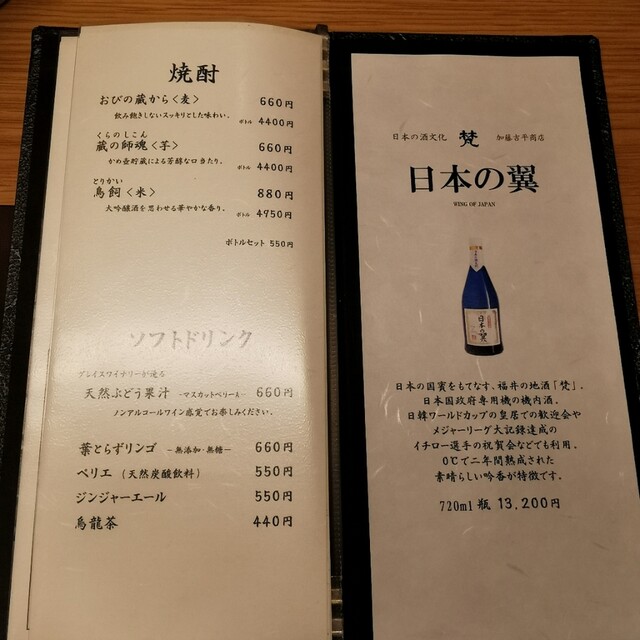 焼酎
おびの蔵から〈麦〉 660円
飲み飽きしないスッキリとした味わい。 ボトル 4400円
くらのしこん
蔵の師魂〈芋〉 660円
かめ壺貯蔵による芳醇な口当たり。 ボトル 4400円
とりかい
鳥飼〈米〉 880円
大吟醸酒を思わせる華やかな香り。 ボトル 4750円
ボトルセット 550円
ソフトドリンク
グレイスワイナリーが造る
天然ぶどう果汁 -マスカットベリーA- 660円
ノンアルコールワイン感覚でお楽しみください。
葉とらずリンゴ －無添加・無糖－ 660円
ペリエ (天然炭酸飲料) 550円
ジンジャーエール 550円
烏龍茶 440円
日本の酒文化 梵 加藤吉平商店
日本の翼
WING OF JAPAN
日本の翼
日本の国賓をもてなす、福井の地酒「梵」。
日本国政府専用機の機内酒。
日韓ワールドカップの皇居での歓迎会や
メジャーリーグ大記録達成の
イチロー選手の祝賀会などでも利用。
0℃で二年間熟成された
素晴らしい吟香が特徴です。
720ml 瓶 13,200円